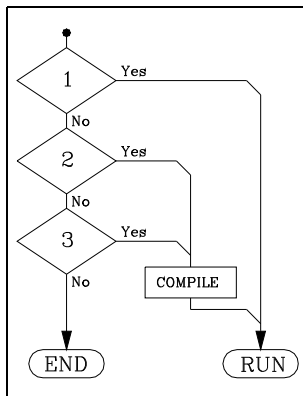 1
Yes
No
2
Yes
No
3
Yes
No
COMPILE
END
RUN